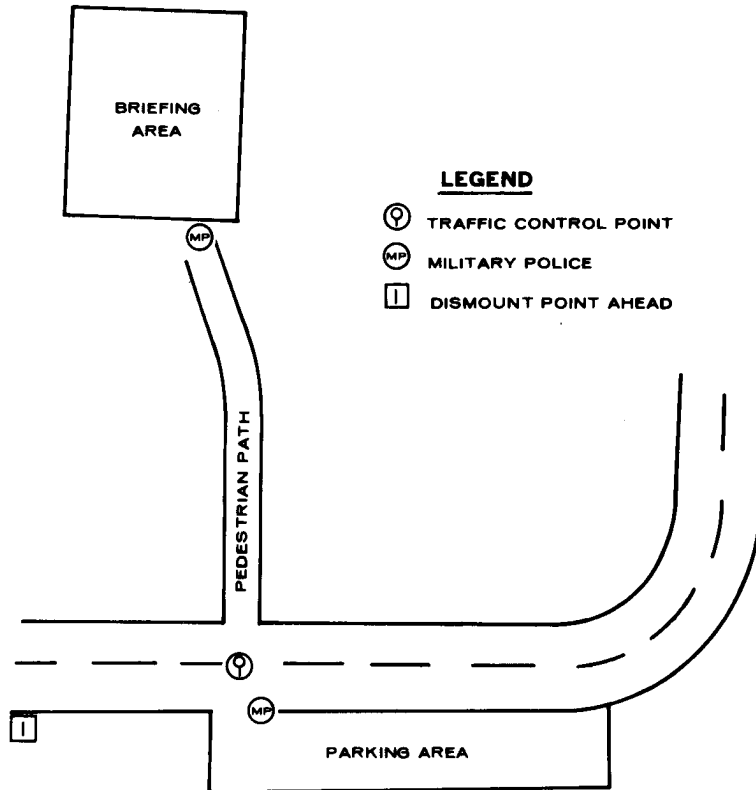 BRIEFING
AREA
LEGEND
TRAFFIC CONTROL POINT
MP MILITARY POLICE
I DISMOUNT POINT AHEAD
MP
PEDESTRIAN PATH
MP
I
PARKING AREA